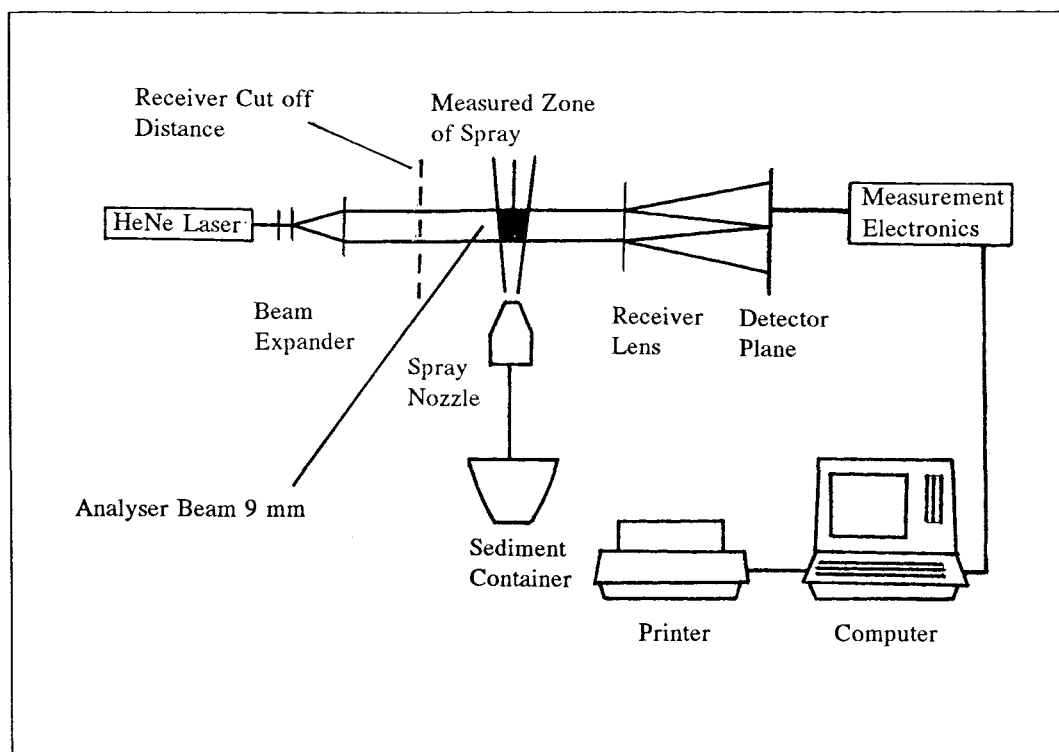 Receiver Cut off
Distance
Measured Zone
of Spray
HeNe Laser
Measurement
Electronics
Beam
Expander
Receiver
Lens
Detector
Plane
Spray
Nozzle
Analyser Beam 9 mm
Sediment
Container
Printer
Computer